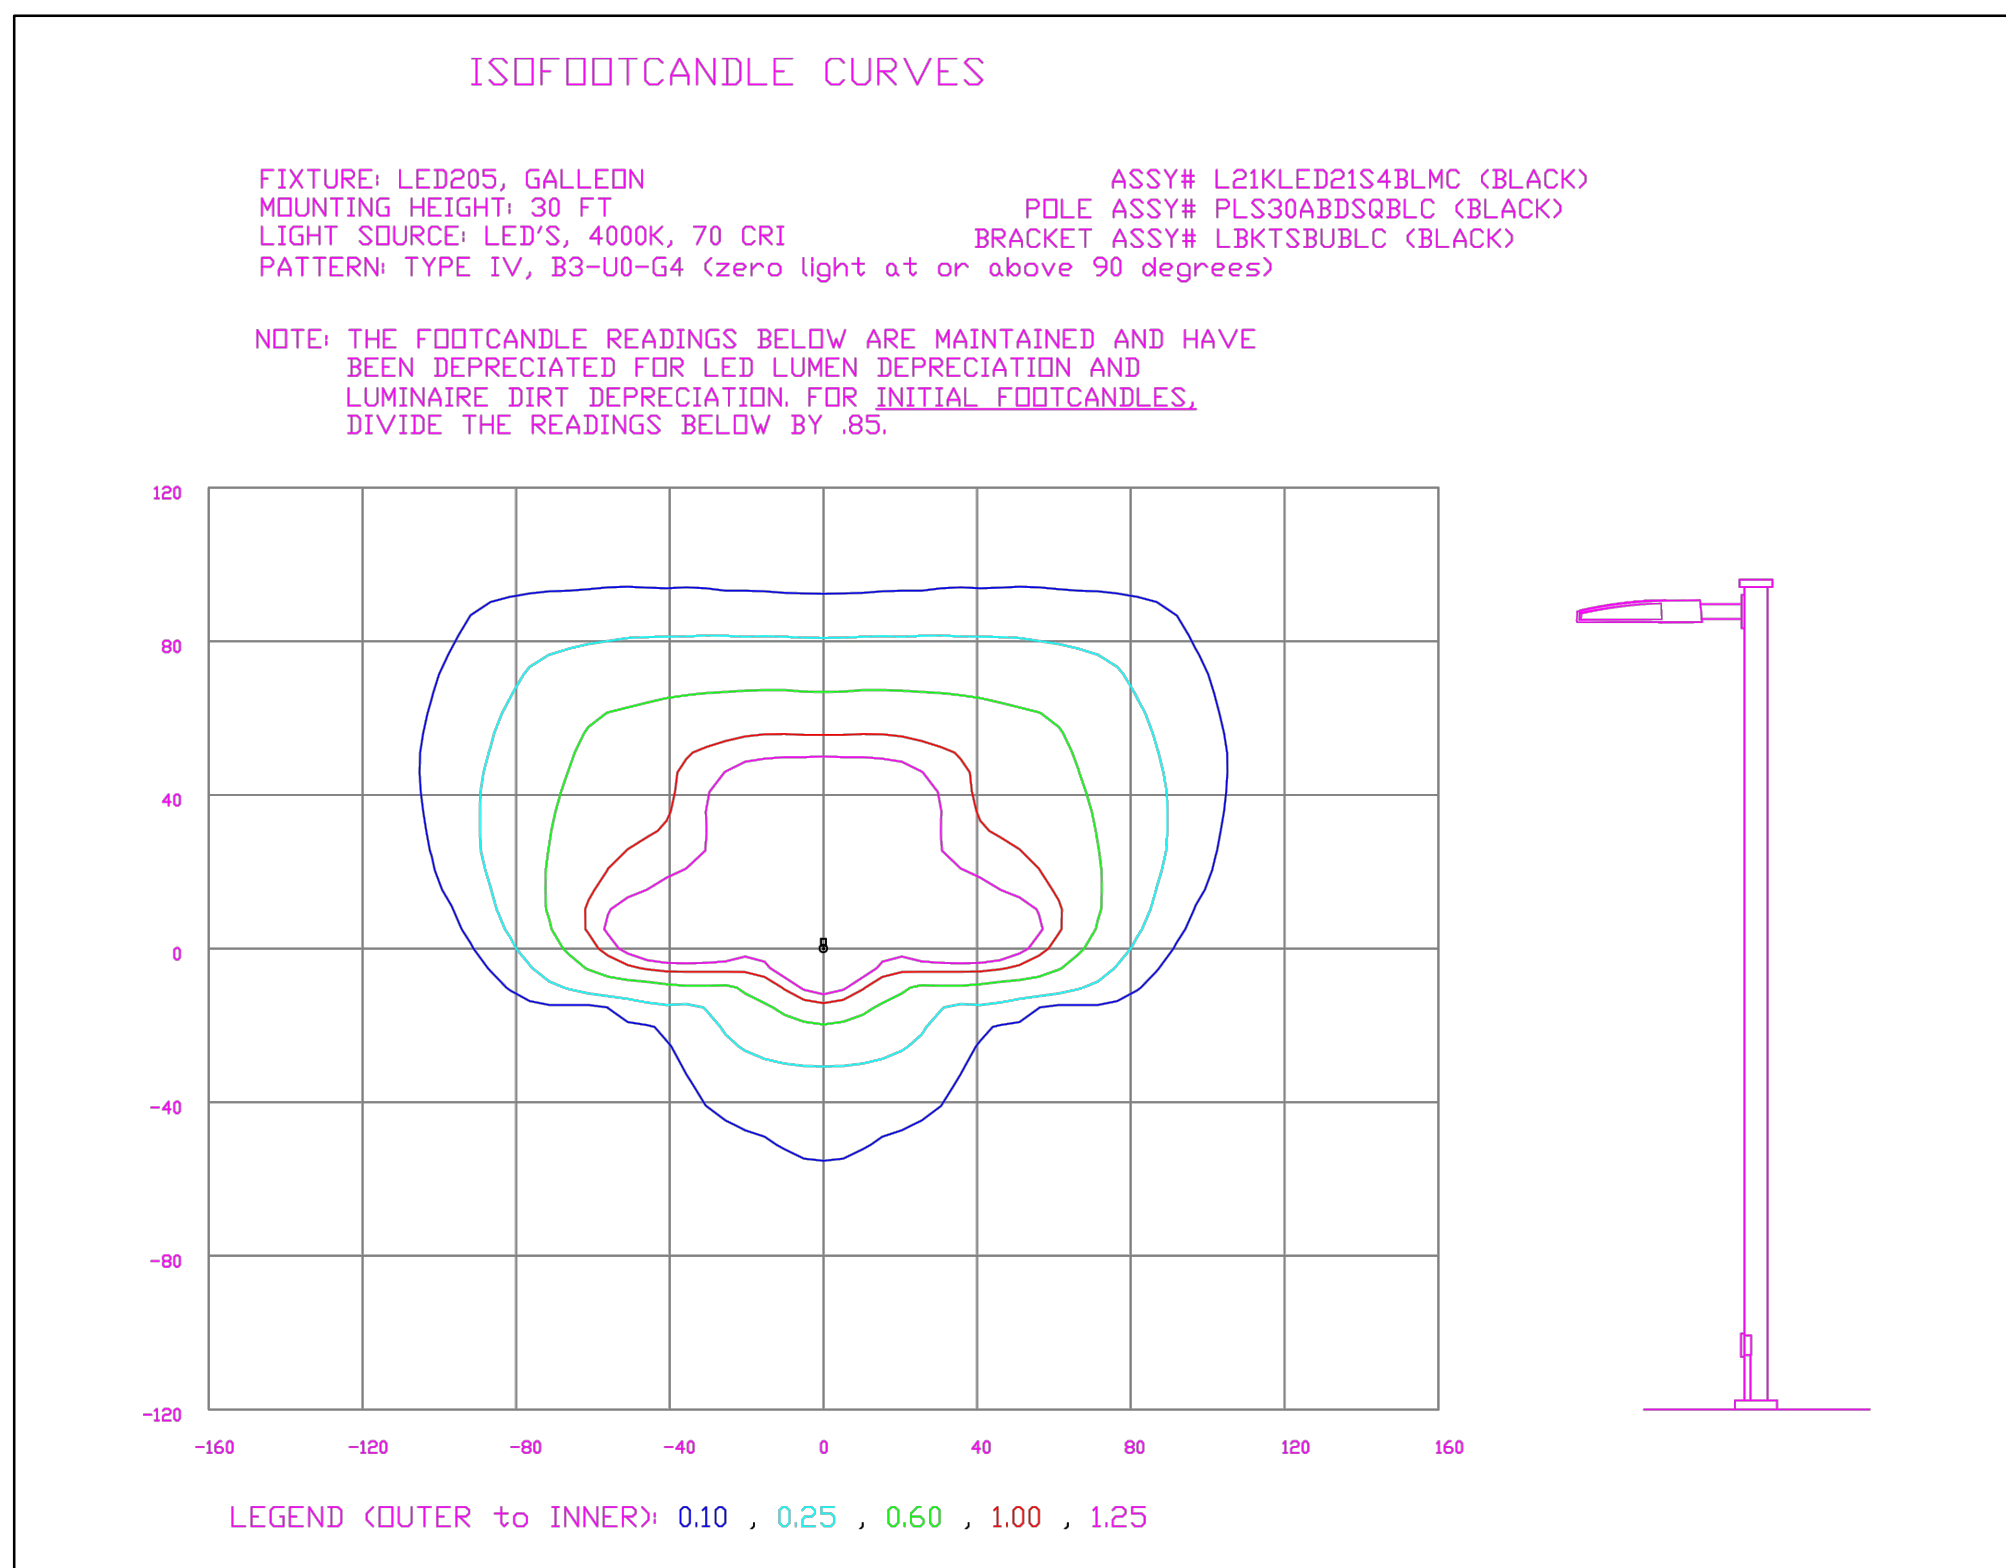 ISOFOOTCANDLE CURVES
FIXTURE: LED205, GALLEON
MOUNTING HEIGHT: 30 FT
LIGHT SOURCE: LED'S, 4000K, 70 CRI
PATTERN: TYPE IV, B3-U0-G4 (zero light at or above 90 degrees)
ASSY# L21KLED21S4BLMC (BLACK)
POLE ASSY# PLS30ABDSQBLC (BLACK)
BRACKET ASSY# LBKTSBUBLC (BLACK)
NOTE: THE FOOTCANDLE READINGS BELOW ARE MAINTAINED AND HAVE
BEEN DEPRECIATED FOR LED LUMEN DEPRECIATION AND
LUMINAIRE DIRT DEPRECIATION. FOR INITIAL FOOTCANDLES,
DIVIDE THE READINGS BELOW BY .85.
120
80
40
0
-40
-80
-120
-160 -120 -80 -40 0 40 80 120 160
LEGEND (OUTER to INNER): 0.10 , 0.25 , 0.60 , 1.00 , 1.25